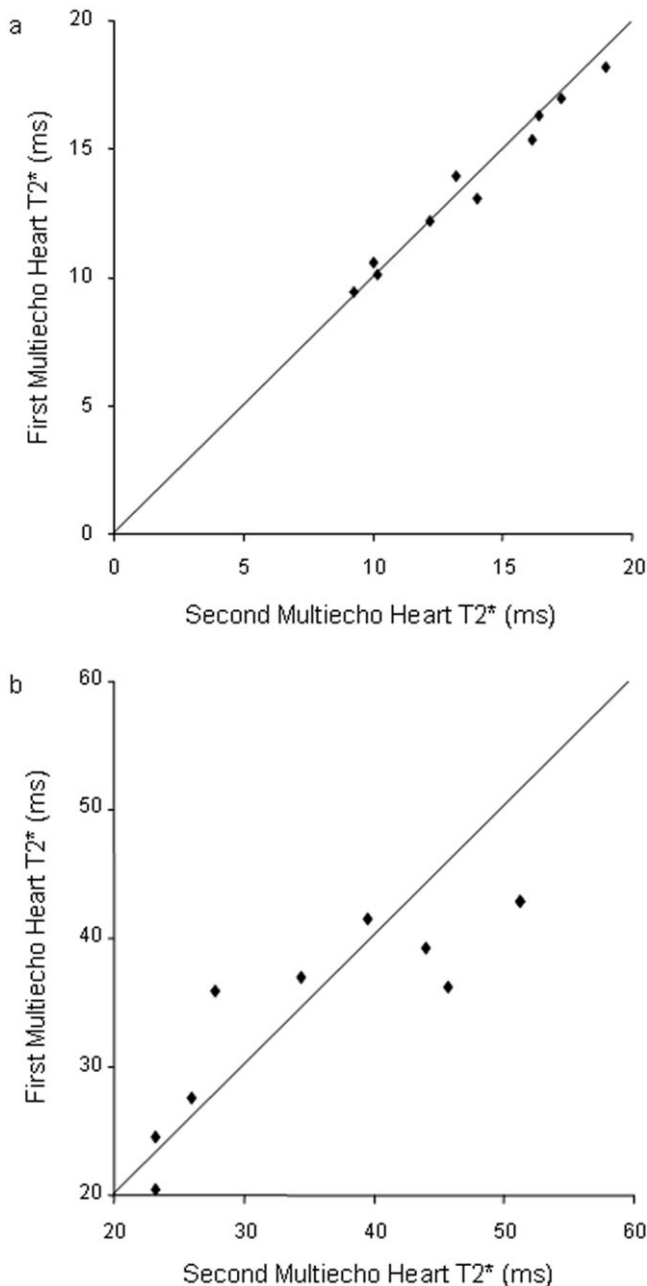 a
First Multiecho Heart T2* (ms)
20
15
10
5
0
0 5 10 15 20
Second Multiecho Heart T2* (ms)
b
First Multiecho Heart T2* (ms)
60
50
40
30
20
20 30 40 50 60
Second Multiecho Heart T2* (ms)